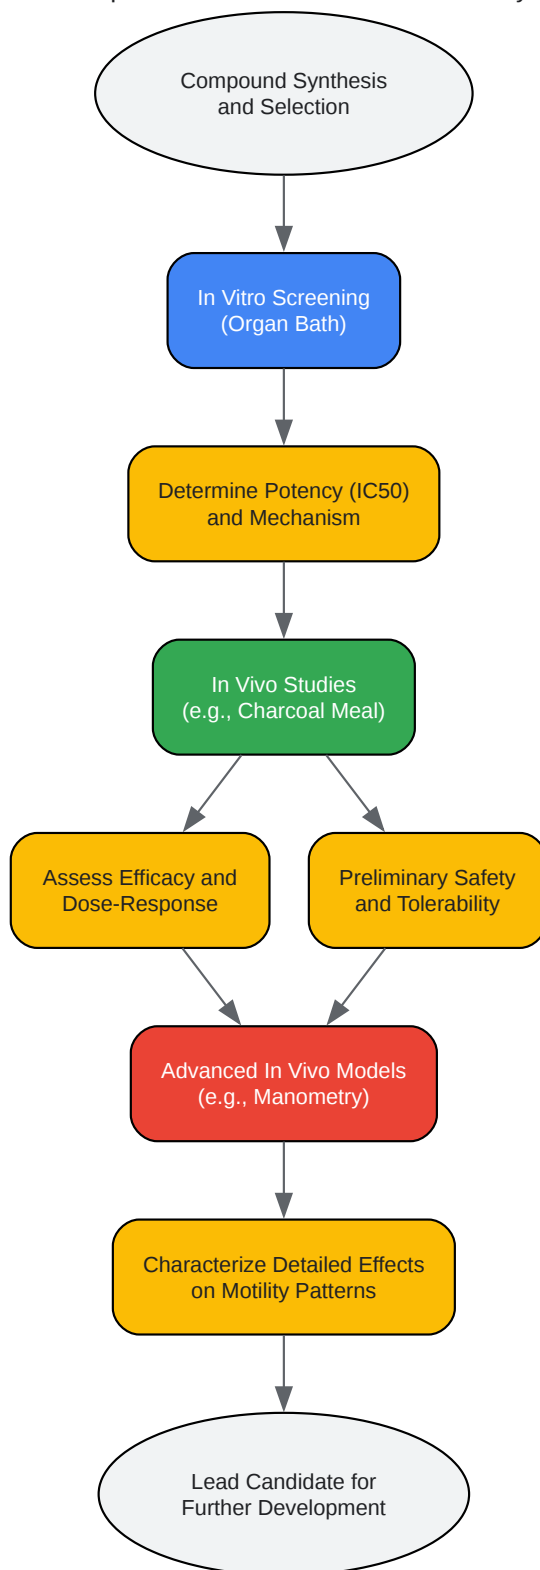 Compound Synthesis
and Selection
In Vitro Screening
(Organ Bath)
Determine Potency (IC50)
and Mechanism
In Vivo Studies
(e.g., Charcoal Meal)
Assess Efficacy and
Dose-Response
Preliminary Safety
and Tolerability
Advanced In Vivo Models
(e.g., Manometry)
Characterize Detailed Effects
on Motility Patterns
Lead Candidate for
Further Development